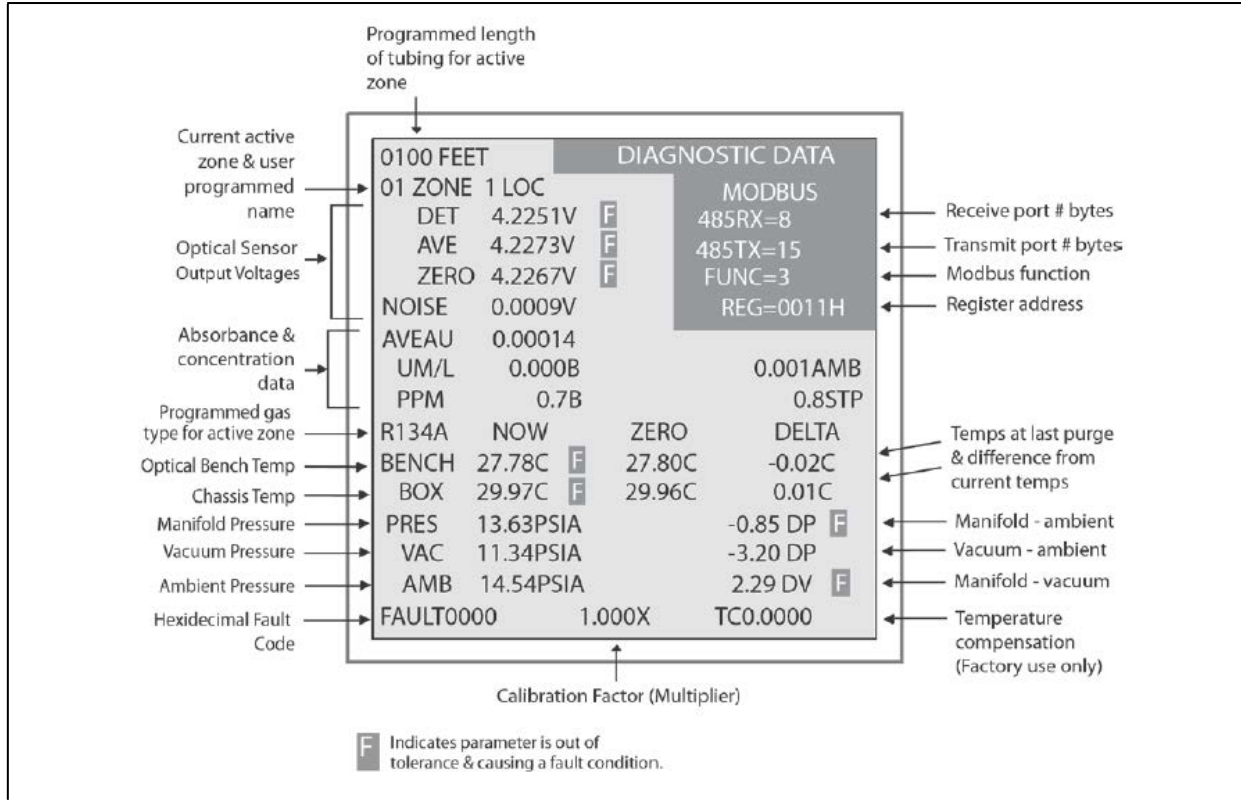 Programmed length
of tubing for active
zone
Current active
zone & user
programmed
name
Optical Sensor
Output Voltages
Absorbance &
concentration
data
Programmed gas
type for active zone
Optical Bench Temp
Chassis Temp
Manifold Pressure
Vacuum Pressure
Ambient Pressure
Hexidecimal Fault
Code
0100 FEET DIAGNOSTIC DATA
01 ZONE 1 LOC MODBUS
DET 4.2251V F 485RX=8
AVE 4.2273V F 485TX=15
ZERO 4.2267V F FUNC=3
NOISE 0.0009V REG=0011H
AVEAU 0.00014
UM/L 0.000B 0.001AMB
PPM 0.7B 0.8STP
R134A NOW ZERO DELTA
BENCH 27.78C F 27.80C -0.02C
BOX 29.97C F 29.96C 0.01C
PRES 13.63PSIA -0.85 DP F
VAC 11.34PSIA -3.20 DP
AMB 14.54PSIA 2.29 DV F
FAULT0000 1.000X TC0.0000
Receive port # bytes
Transmit port # bytes
Modbus function
Register address
Temps at last purge
& difference from
current temps
Manifold - ambient
Vacuum - ambient
Manifold - vacuum
Temperature
compensation
(Factory use only)
Calibration Factor (Multiplier)
F Indicates parameter is out of
tolerance & causing a fault condition.